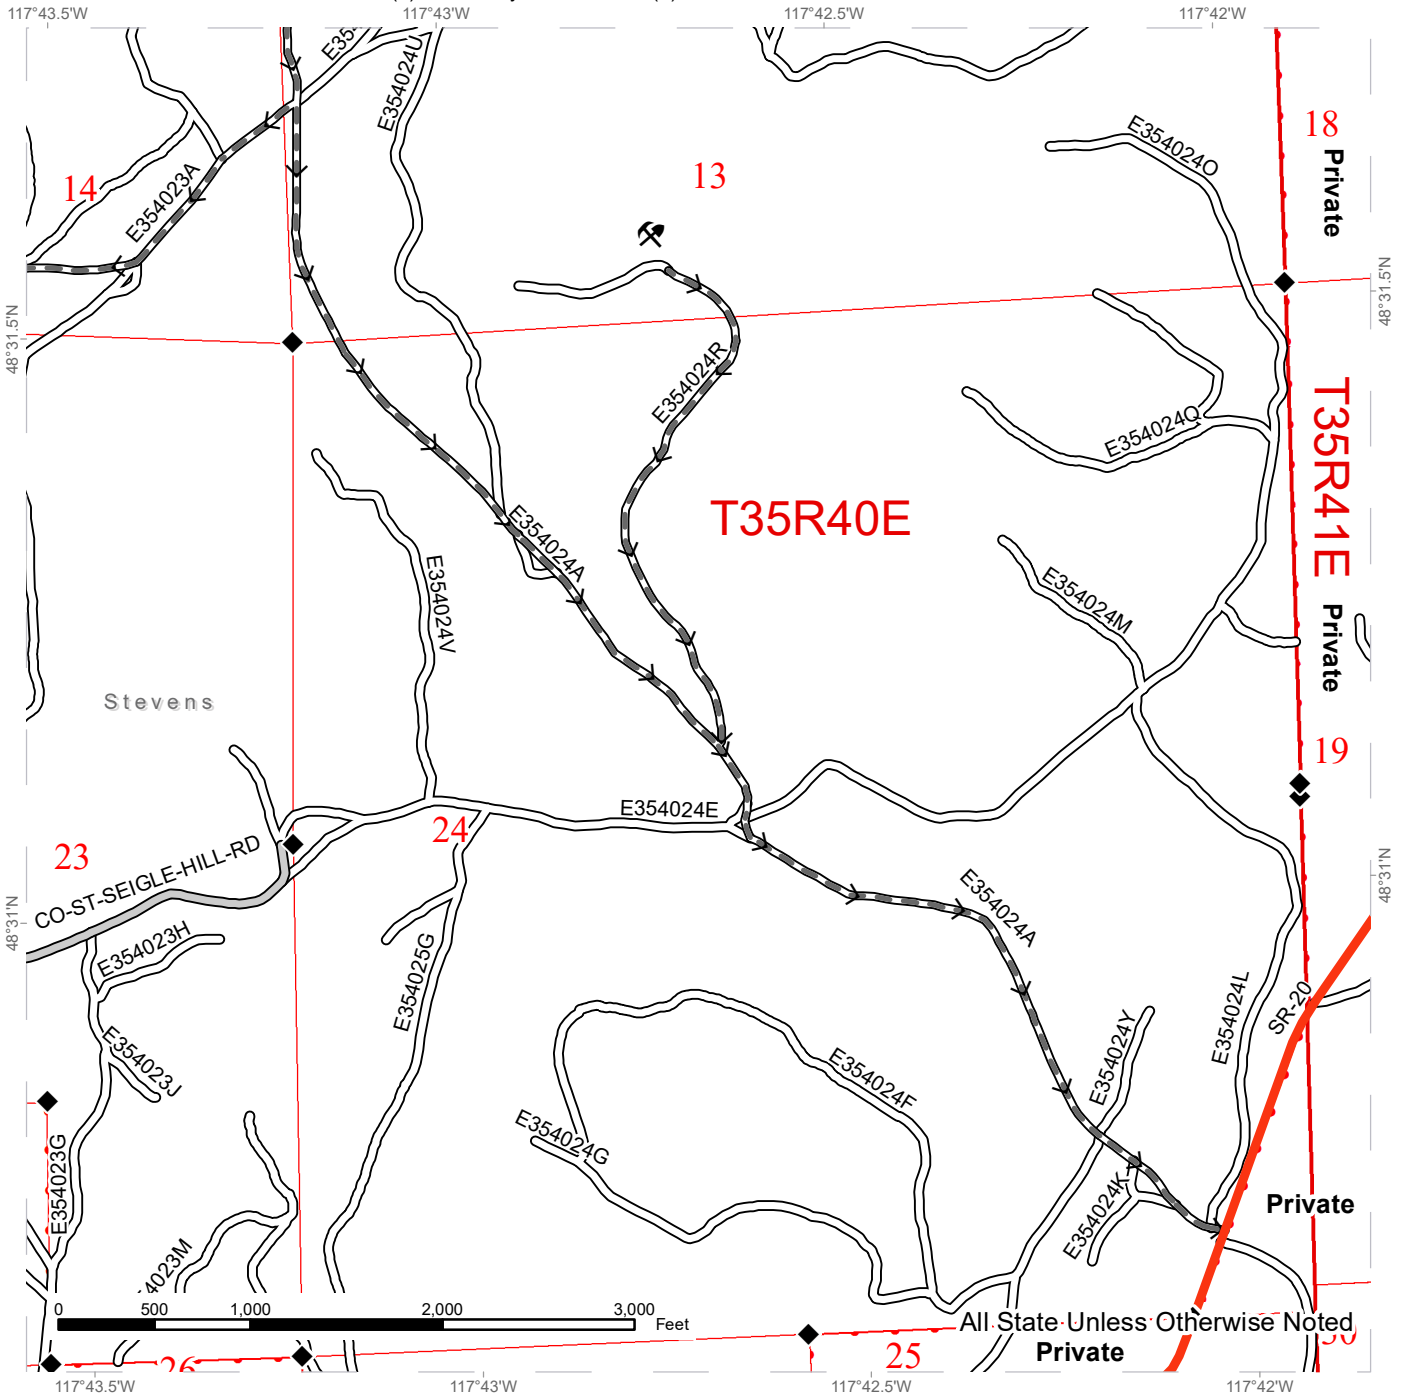 117°43.5'W
117°43'W
117°42.5'W
117°42'W
E354024U
E354024O
18
Private
14
E354023A
13
48°31.5'N
48°31.5'N
E354024R
T35R41E
E354024Q
T35R40E
E354024A
E354024V
E354024M
Private
Stevens
19
E354024E
24
23
CO-ST-SEIGLE-HILL-RD
48°31'N
48°31'N
E354024A
E354023H
E354025G
E354024L
SR-20
E354023J
E354024Y
E354024F
E354024G
E354023G
E354024K
Private
4023M
0 500 1,000 2,000 3,000 Feet
All State Unless Otherwise Noted
Private
26
25
117°43.5'W
117°43'W
117°42.5'W
117°42'W